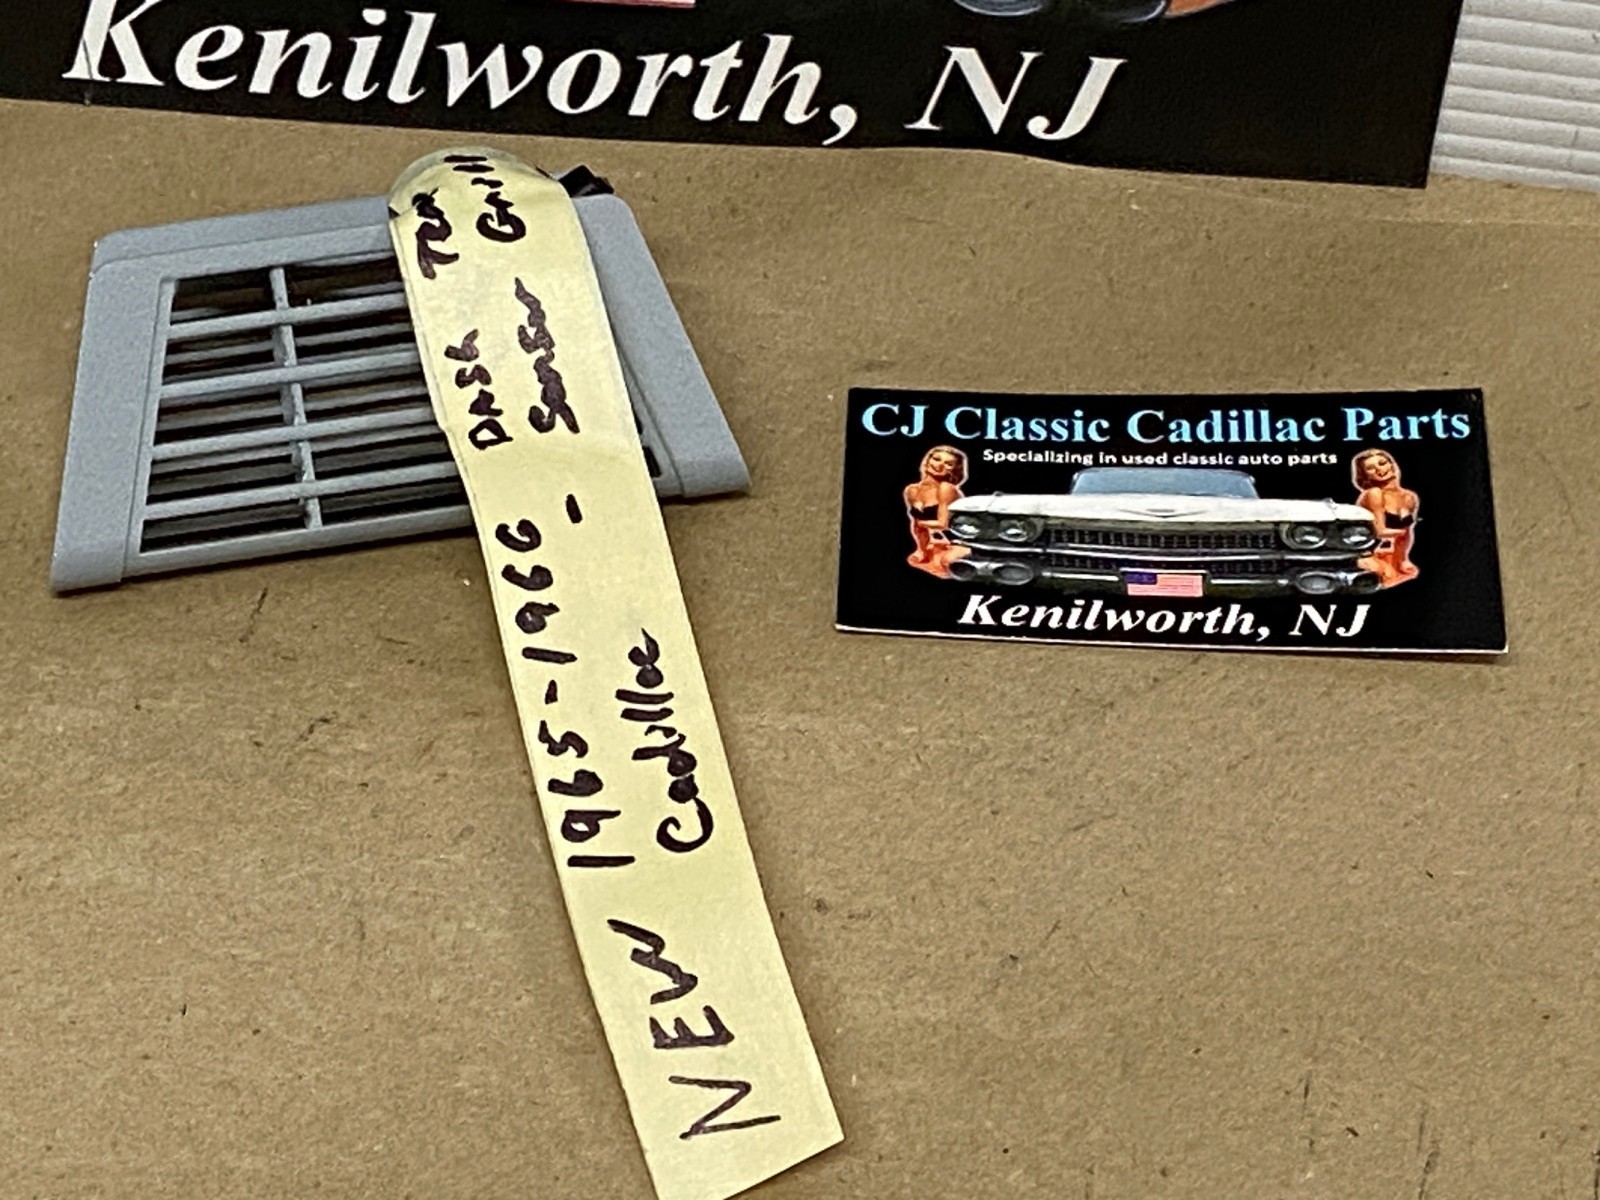 Kenilworth, NJ
NEW 1965-1966 DASH
Cadillac - Grill
CJ Classic Cadillac Parts
Specializing in used classic auto parts
Kenilworth, NJ